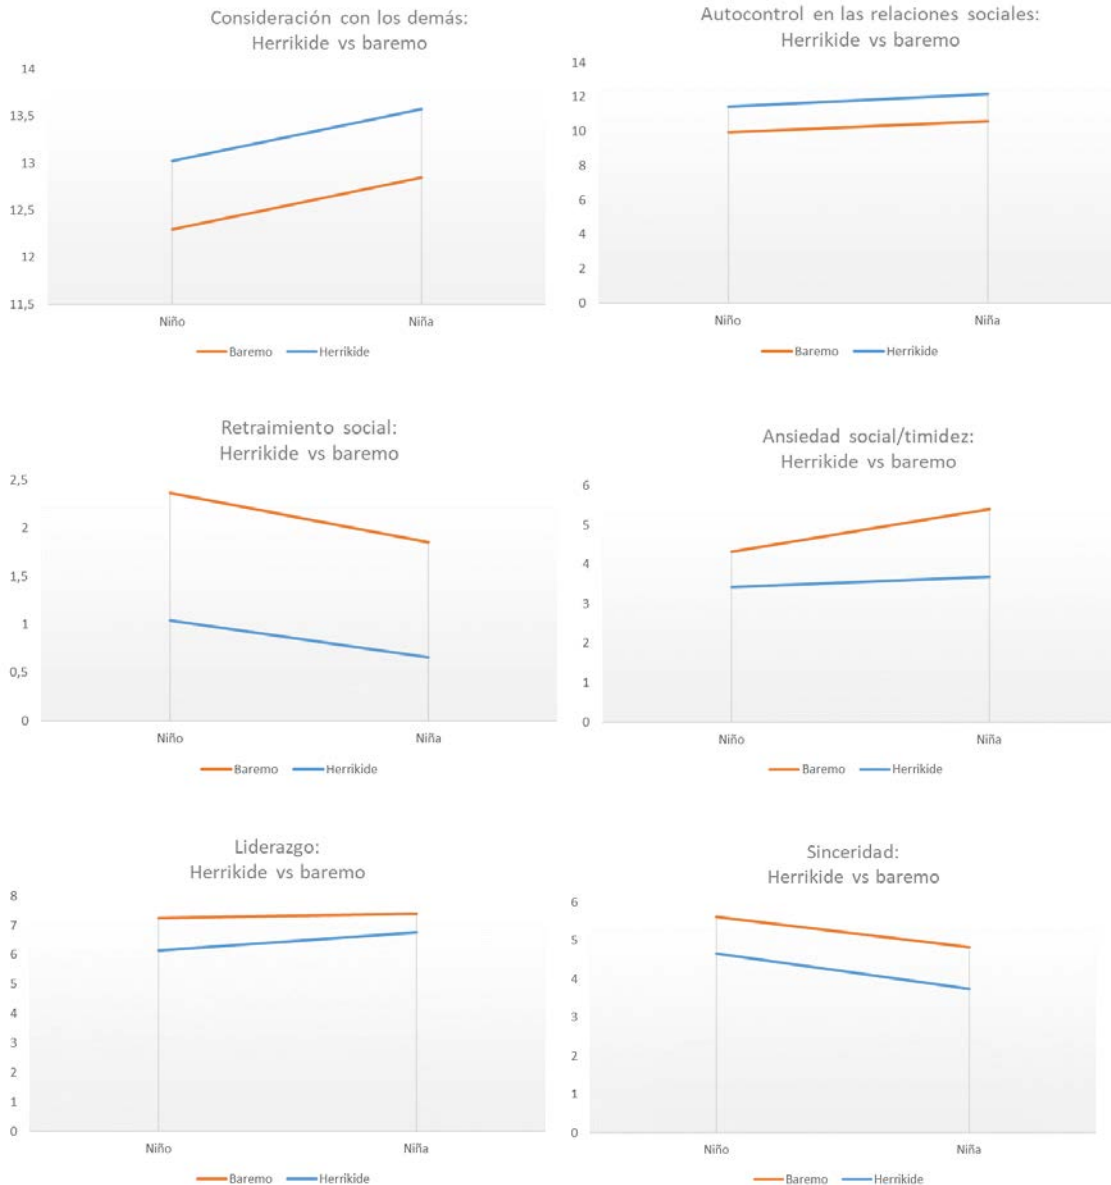 Consideración con los demás:
Herrikide vs baremo
14
13,5
13
12,5
12
11,5
Niño Niña
Baremo Herrikide
Autocontrol en las relaciones sociales:
Herrikide vs baremo
14
12
10
8
6
4
2
0
Niño Niña
Baremo Herrikide
Retraimiento social:
Herrikide vs baremo
2,5
2
1,5
1
0,5
0
Niño Niña
Baremo Herrikide
Ansiedad social/timidez:
Herrikide vs baremo
6
5
4
3
2
1
0
Niño Niña
Baremo Herrikide
Liderazgo:
Herrikide vs baremo
8
7
6
5
4
3
2
1
0
Niño Niña
Baremo Herrikide
Sinceridad:
Herrikide vs baremo
6
5
4
3
2
1
0
Niño Niña
Baremo Herrikide